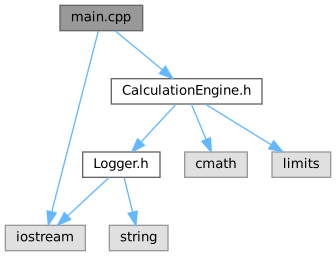 main.cpp
CalculationEngine.h
Logger.h
cmath
limits
iostream
string